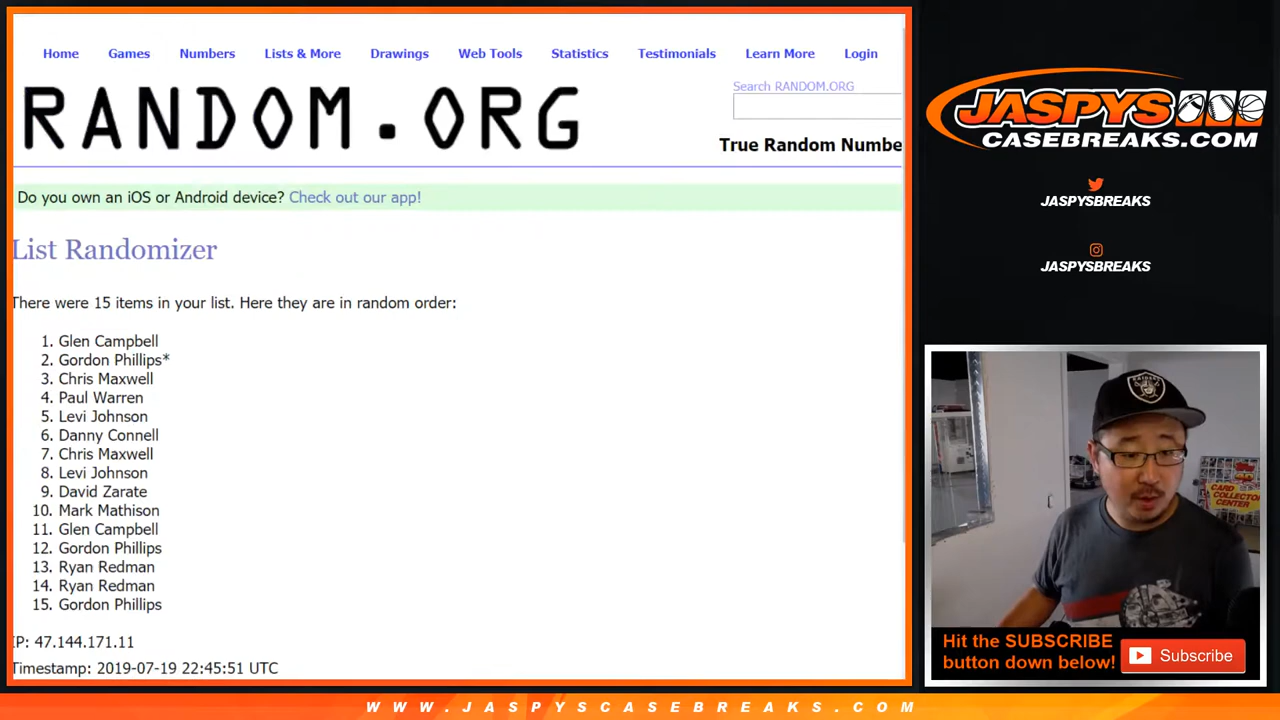 Home Games Numbers Lists & More Drawings Web Tools Statistics Testimonials Learn More Login
RANDOM.ORG
Search RANDOM.ORG
True Random Numbe
Do you own an iOS or Android device? Check out our app!
List Randomizer
There were 15 items in your list. Here they are in random order:
1. Glen Campbell
2. Gordon Phillips*
3. Chris Maxwell
4. Paul Warren
5. Levi Johnson
6. Danny Connell
7. Chris Maxwell
8. Levi Johnson
9. David Zarate
10. Mark Mathison
11. Glen Campbell
12. Gordon Phillips
13. Ryan Redman
14. Ryan Redman
15. Gordon Phillips
IP: 47.144.171.11
Timestamp: 2019-07-19 22:45:51 UTC
JASPYS
CASEBREAKS.COM
JASPYSBREAKS
JASPYSBREAKS
RAIDERS
Topps
CARD
COLLECTOR
CENTER
Hit the SUBSCRIBE
button down below!
Subscribe
WWW.JASPYSCASEBREAKS.COM